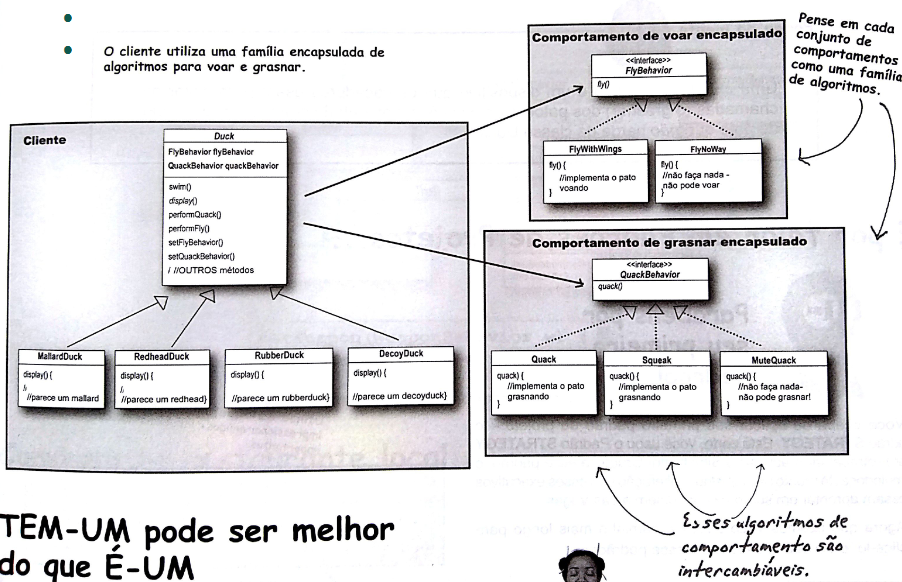 O cliente utiliza uma família encapsulada de
algoritmos para voar e grasnar.
Pense em cada
conjunto de
comportamentos
como uma família
de algoritmos.
Comportamento de voar encapsulado
<<interface>>
FlyBehavior
fly()
FlyWithWings
fly() {
//implementa o pato
voando
}
FlyNoWay
fly() {
//não faça nada -
não pode voar
}
Cliente
Duck
FlyBehavior flyBehavior
QuackBehavior quackBehavior
swim()
display()
performQuack()
performFly()
setFlyBehavior()
setQuackBehavior()
/ //OUTROS métodos
MallardDuck
display() {
//parece um mallard
RedheadDuck
display() {
//parece um redhead}
RubberDuck
display() {
//parece um rubberduck}
DecoyDuck
display() {
//parece um decoyduck}
Comportamento de grasnar encapsulado
<<interface>>
QuackBehavior
quack()
Quack
quack) {
//implementa o pato
grasnando
}
Squeak
quack() {
//implementa o pato
grasnando
}
MuteQuack
quack() {
//não faça nada-
não pode grasnar!
}
Esses algoritmos de
comportamento são
intercambiáveis.
TEM-UM pode ser melhor
do que É-UM